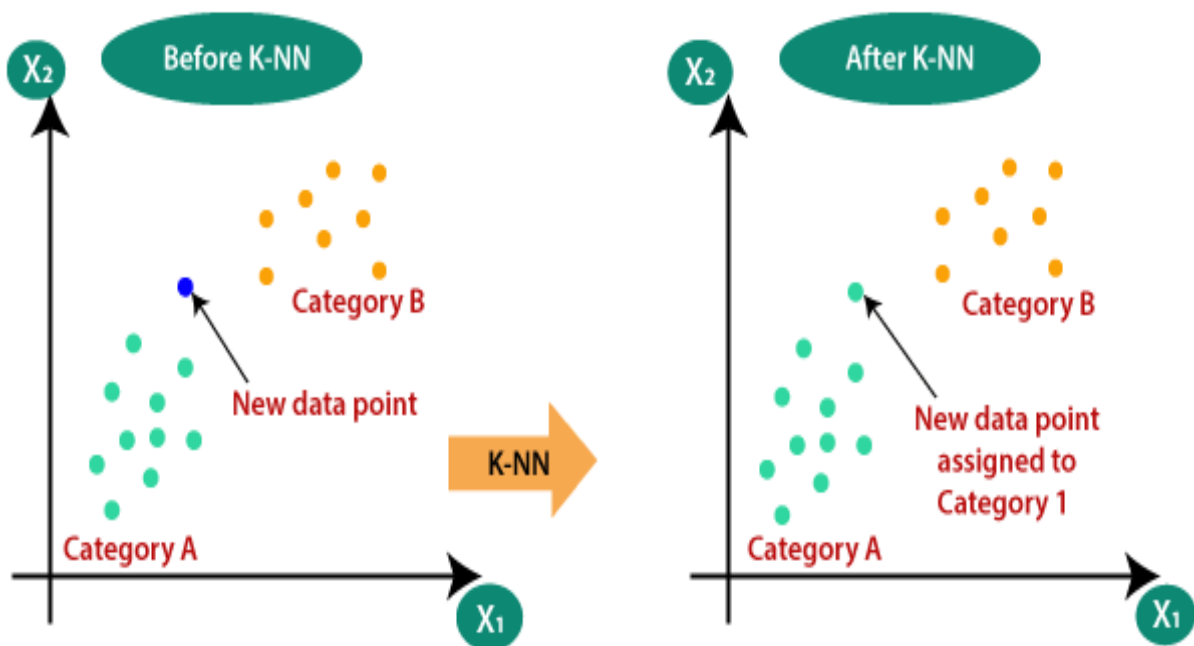 Before K-NN
X₂
Category B
New data point
Category A
X₁
K-NN
After K-NN
X₂
Category B
New data point
assigned to
Category 1
Category A
X₁